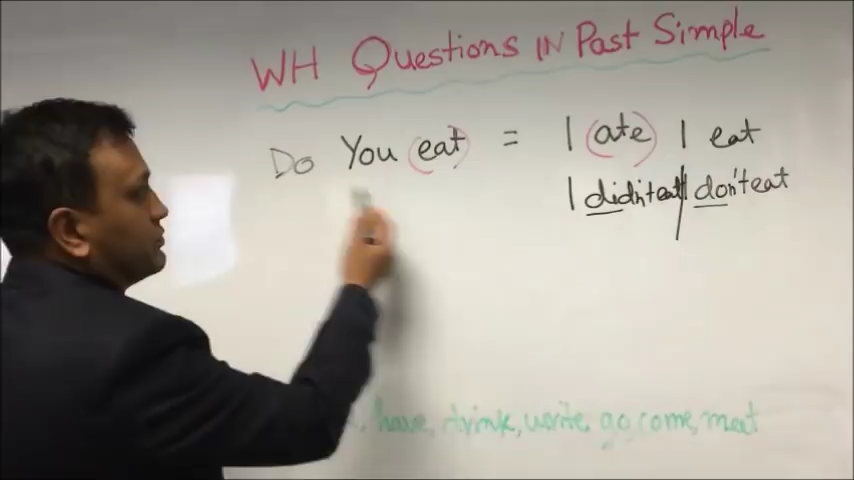 WH Questions IN Past Simple
Do You (eat) = I (ate) I eat
I didn't eat I don't eat
, have, drink, write, go, come, meat